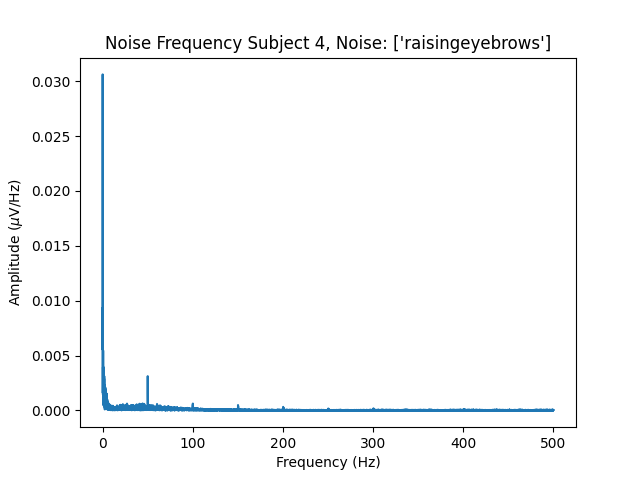 Noise Frequency Subject 4, Noise: ['raisingeyebrows']
0.030
0.025
0.020
0.015
0.010
0.005
0.000
Amplitude (μV/Hz)
0 100 200 300 400 500
Frequency (Hz)